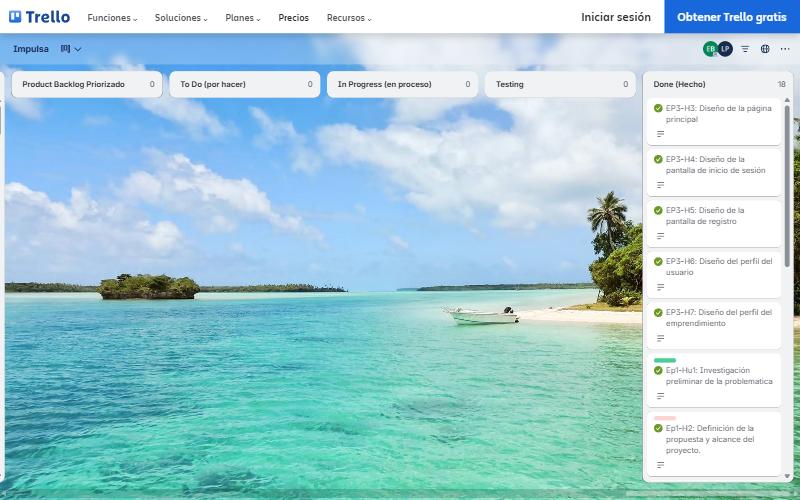 Trello
Funciones
Soluciones
Planes
Precios
Recursos
Iniciar sesión
Obtener Trello gratis
Impulsa
EB
LP
Product Backlog Priorizado 0
To Do (por hacer) 0
In Progress (en proceso) 0
Testing 0
Done (Hecho) 18
EP3-H3: Diseño de la página
principal
EP3-H4: Diseño de la
pantalla de inicio de sesión
EP3-H5: Diseño de la
pantalla de registro
EP3-H6: Diseño del perfil del
usuario
EP3-H7: Diseño del perfil del
emprendimiento
Ep1-Hu1: Investigación
preliminar de la problematica
Ep1-H2: Definición de la
propuesta y alcance del
proyecto.